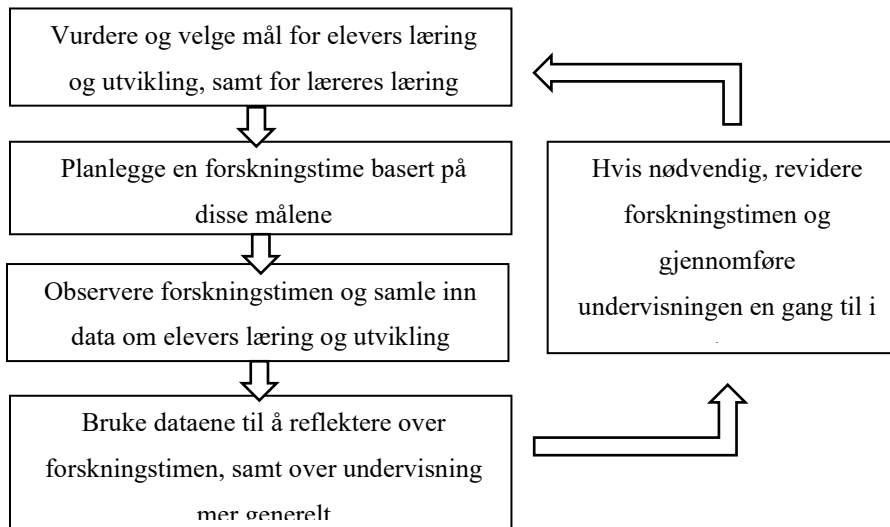 Vurdere og velge mål for elevers læring
og utvikling, samt for læreres læring
Planlegge en forskningstime basert på
disse målene
Observere forskningstimen og samle inn
data om elevers læring og utvikling
Bruke dataene til å reflektere over
forskningstimen, samt over undervisning
mer generelt
Hvis nødvendig, revidere
forskningstimen og
gjennomføre
undervisningen en gang til i